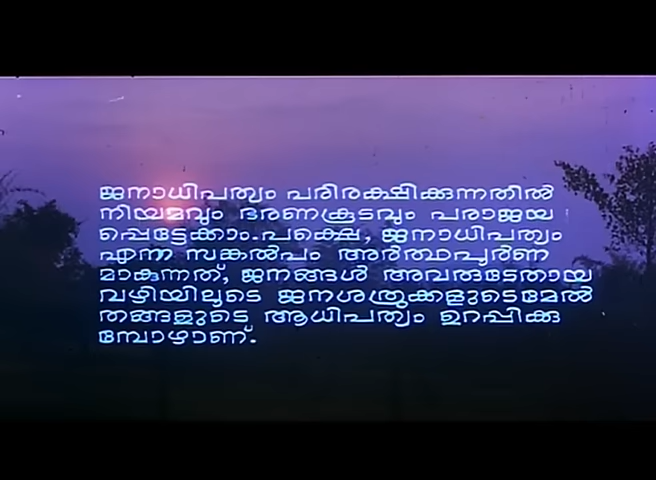 ജനാധിപത്യം പരിരക്ഷിക്കുന്നതിൽ
നിയമവും ഭരണകൂടവും പരാജയ
പ്പെട്ടേക്കാം.പക്ഷെ, ജനാധിപത്യം
എന്ന സങ്കൽപം അർത്ഥപൂർണ
മാകുന്നത്, ജനങ്ങൾ അവരുടേതായ
വഴിയിലൂടെ ജനശത്രുക്കളുടെമേൽ
തങ്ങളുടെ ആധിപത്യം ഉറപ്പിക്കു
മ്പോഴാണ്.